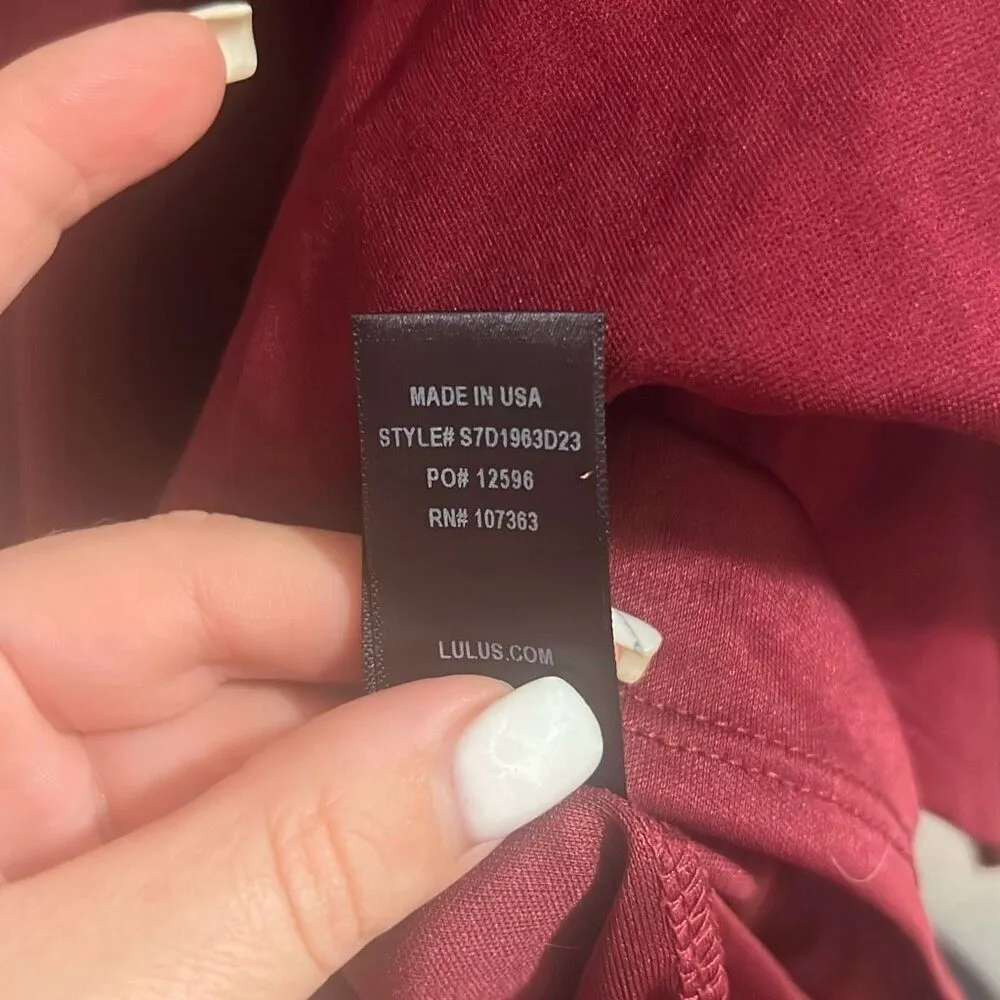 MADE IN USA
STYLE# S7D1963D23
PO# 12596
RN# 107363
LULUS.COM